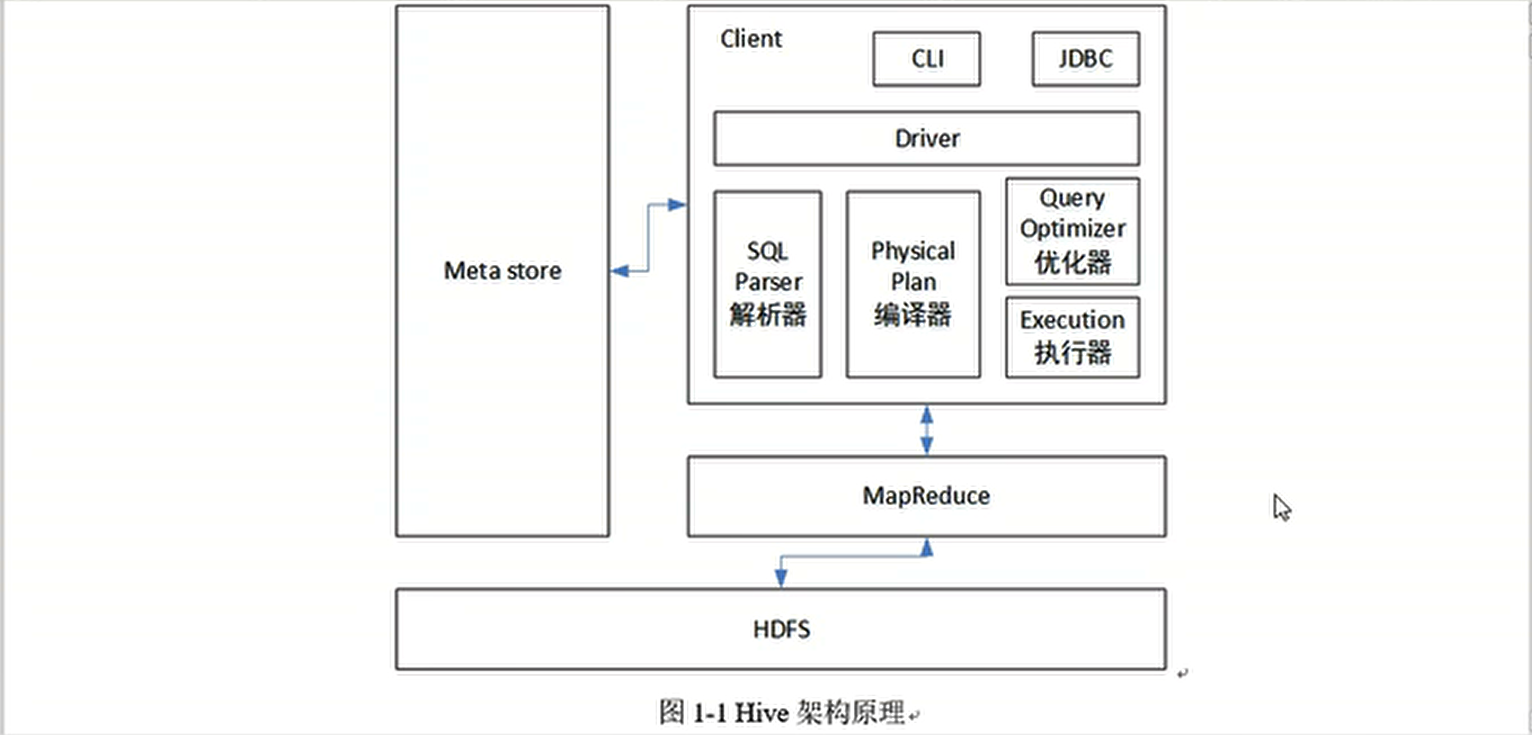 Client
CLI
JDBC
Driver
Meta store
SQL
Parser
解析器
Physical
Plan
编译器
Query
Optimizer
优化器
Execution
执行器
MapReduce
HDFS
图 1-1 Hive 架构原理